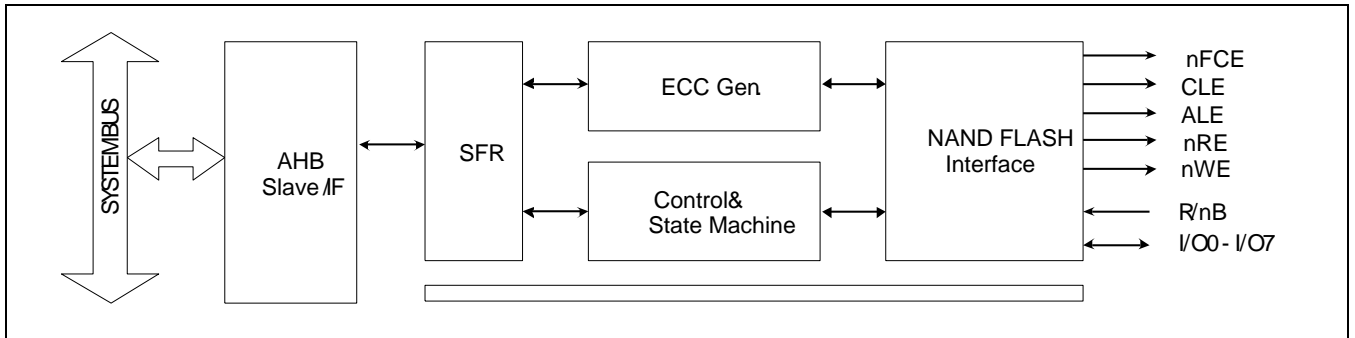 SYSTEMBUS
AHB
Slave I/F
SFR
ECC Gen.
Control&
State Machine
NAND FLASH
Interface
nFCE
CLE
ALE
nRE
nWE
R/nB
I/O0 - I/O7